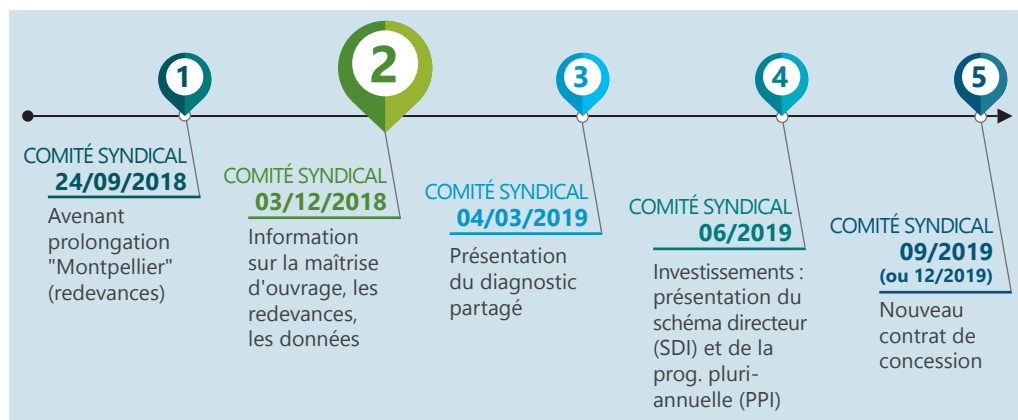 1
COMITÉ SYNDICAL
24/09/2018
Avenant
prolongation
"Montpellier"
(redevances)
2
COMITÉ SYNDICAL
03/12/2018
Information
sur la maîtrise
d'ouvrage, les
redevances,
les données
3
COMITÉ SYNDICAL
04/03/2019
Présentation
du diagnostic
partagé
4
COMITÉ SYNDICAL
06/2019
Investissements :
présentation du
schéma directeur
(SDI) et de la
prog. pluri-
annuelle (PPI)
5
COMITÉ SYNDICAL
09/2019
(ou 12/2019)
Nouveau
contrat de
concession